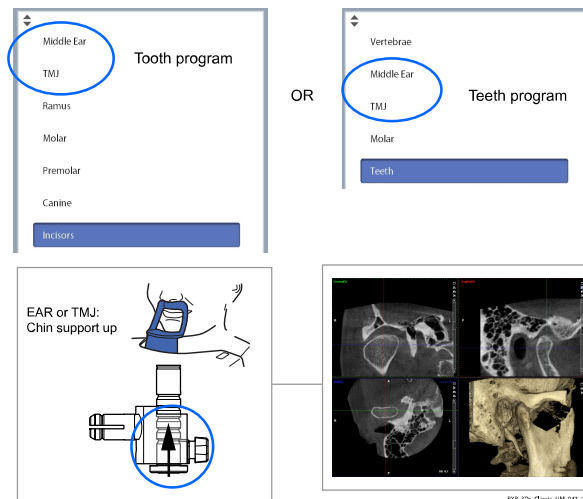 Middle Ear
TMJ
Ramus
Molar
Premolar
Canine
Incisors
Tooth program
OR
Vertebrae
Middle Ear
TMJ
Molar
Teeth
Teeth program
EAR or TMJ:
Chin support up